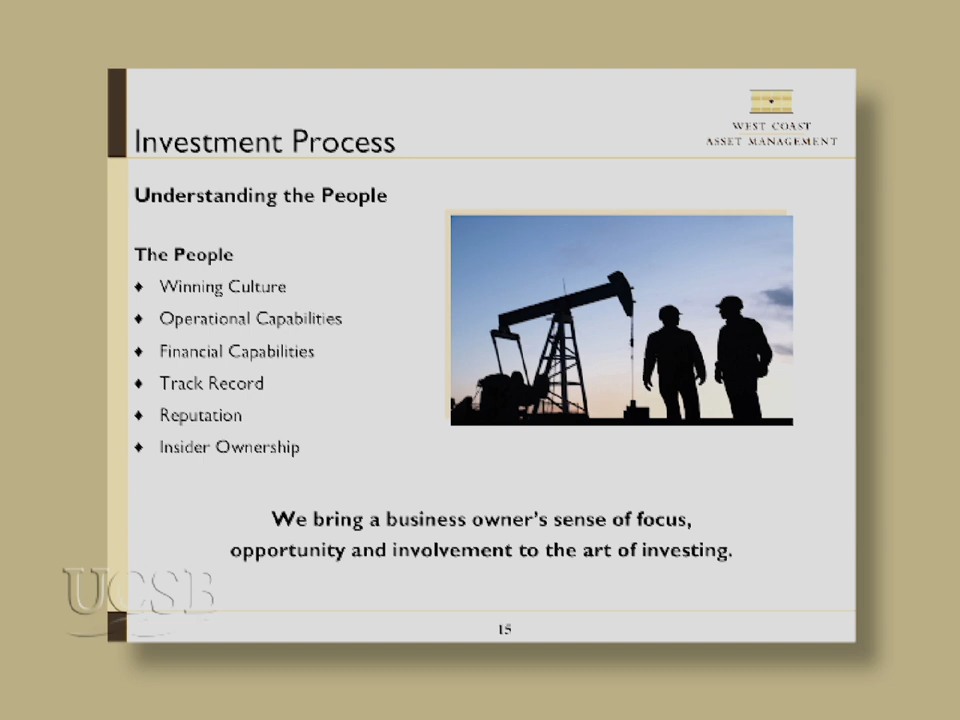 WEST COAST
ASSET MANAGEMENT
Investment Process
Understanding the People
The People
♦ Winning Culture
♦ Operational Capabilities
♦ Financial Capabilities
♦ Track Record
♦ Reputation
♦ Insider Ownership
We bring a business owner's sense of focus,
opportunity and involvement to the art of investing.
UCSB
15